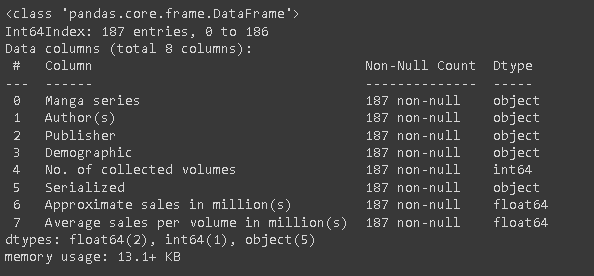 <class 'pandas.core.frame.DataFrame'>
Int64Index: 187 entries, 0 to 186
Data columns (total 8 columns):
 #   Column                                  Non-Null Count  Dtype
---  ------                                  --------------  -----
 0   Manga series                            187 non-null    object
 1   Author(s)                               187 non-null    object
 2   Publisher                               187 non-null    object
 3   Demographic                             187 non-null    object
 4   No. of collected volumes                187 non-null    int64
 5   Serialized                              187 non-null    object
 6   Approximate sales in million(s)         187 non-null    float64
 7   Average sales per volume in million(s)  187 non-null    float64
dtypes: float64(2), int64(1), object(5)
memory usage: 13.1+ KB